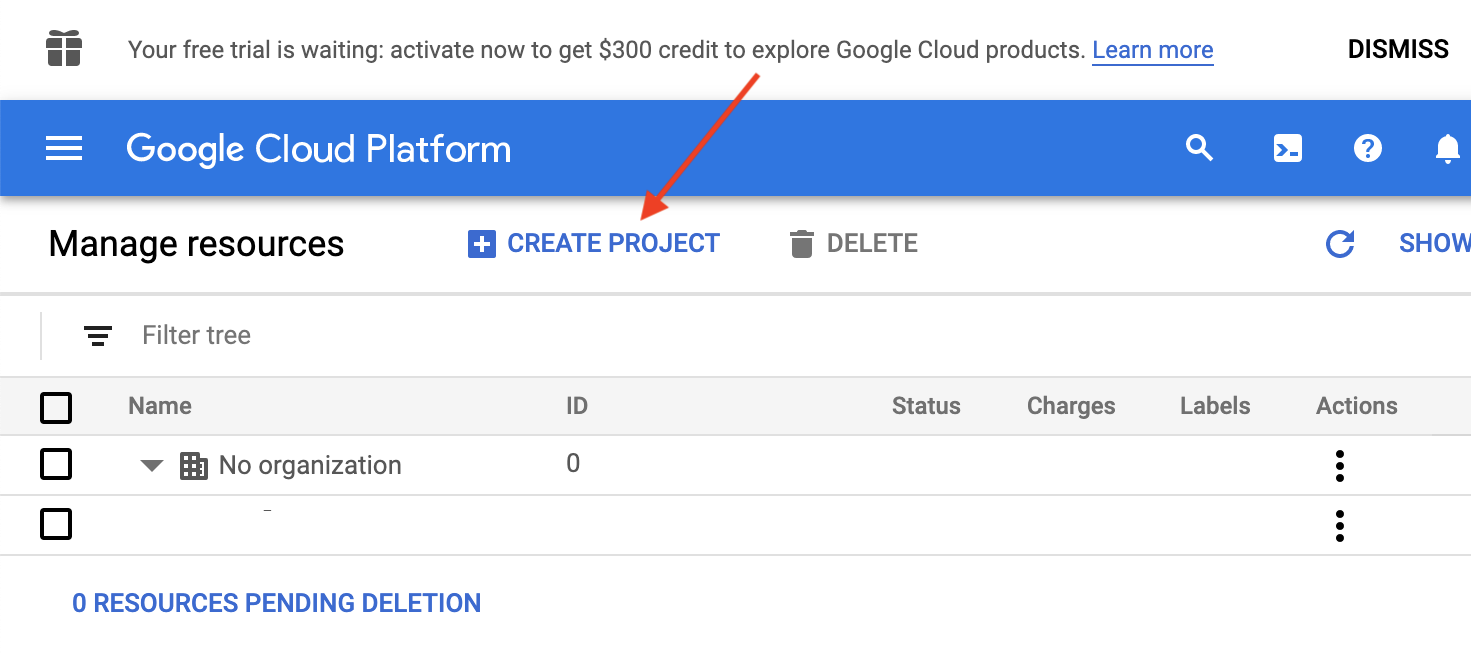 Your free trial is waiting: activate now to get $300 credit to explore Google Cloud products. Learn more DISMISS
Google Cloud Platform
Manage resources CREATE PROJECT DELETE SHOW
Filter tree
Name ID Status Charges Labels Actions
No organization 0
0 RESOURCES PENDING DELETION